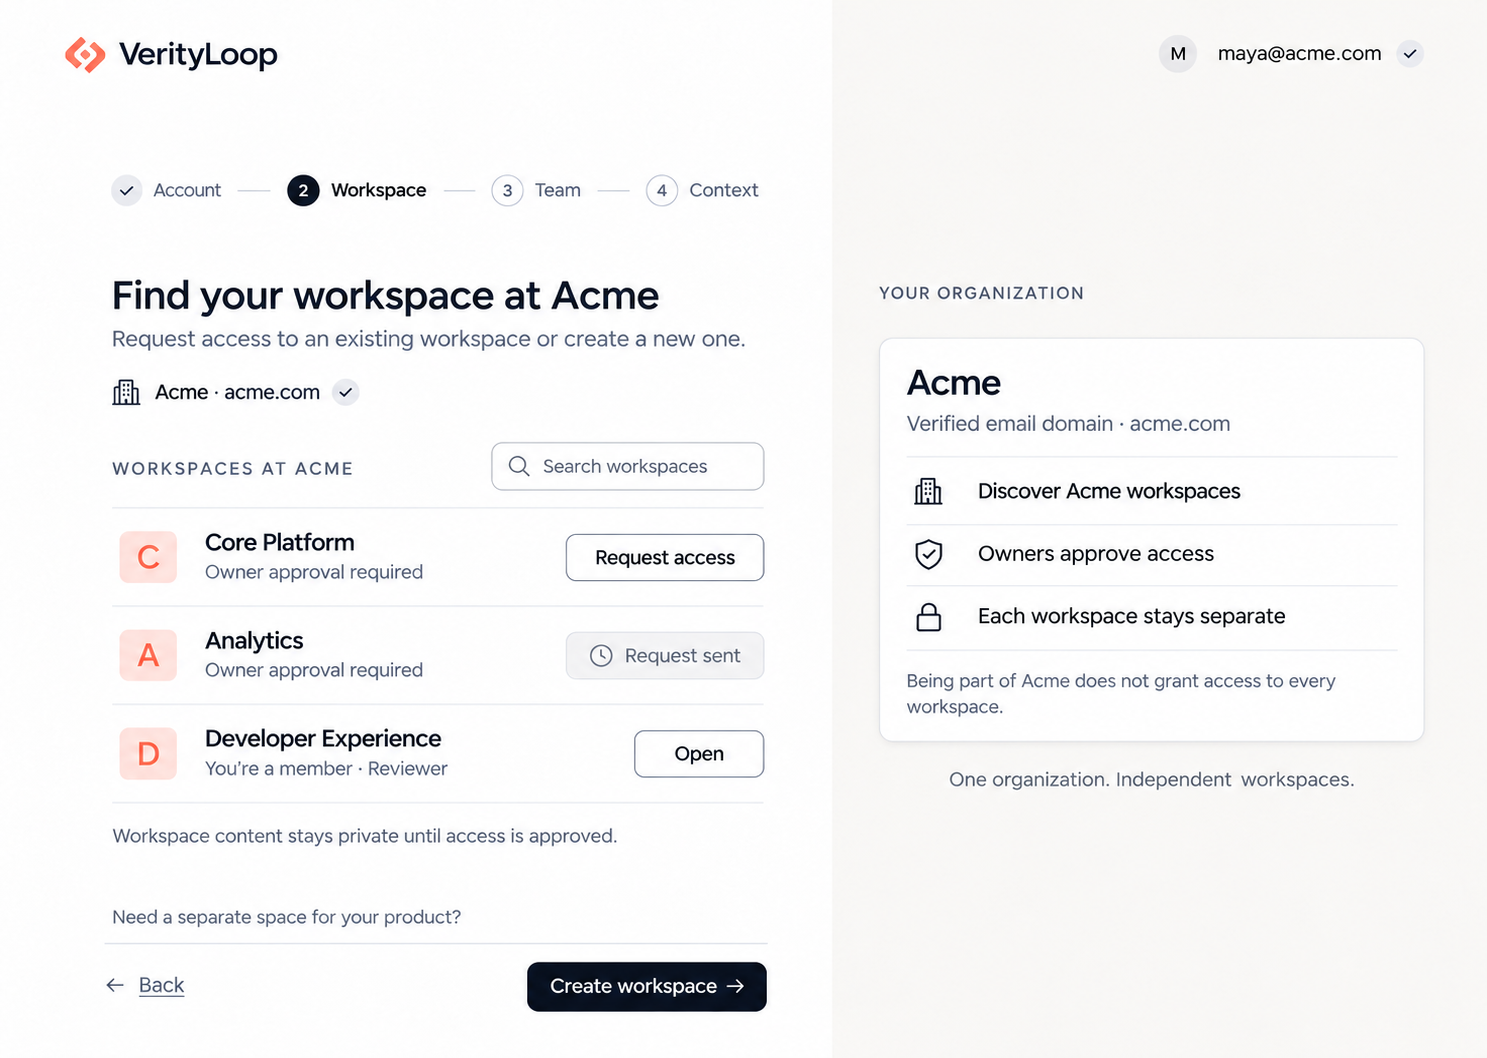 VerityLoop
M maya@acme.com
Account 2 Workspace 3 Team 4 Context
Find your workspace at Acme
Request access to an existing workspace or create a new one.
Acme · acme.com
WORKSPACES AT ACME
Search workspaces
C
Core Platform
Owner approval required
Request access
A
Analytics
Owner approval required
Request sent
D
Developer Experience
You’re a member · Reviewer
Open
Workspace content stays private until access is approved.
Need a separate space for your product?
Back
Create workspace
YOUR ORGANIZATION
Acme
Verified email domain · acme.com
Discover Acme workspaces
Owners approve access
Each workspace stays separate
Being part of Acme does not grant access to every
workspace.
One organization. Independent workspaces.